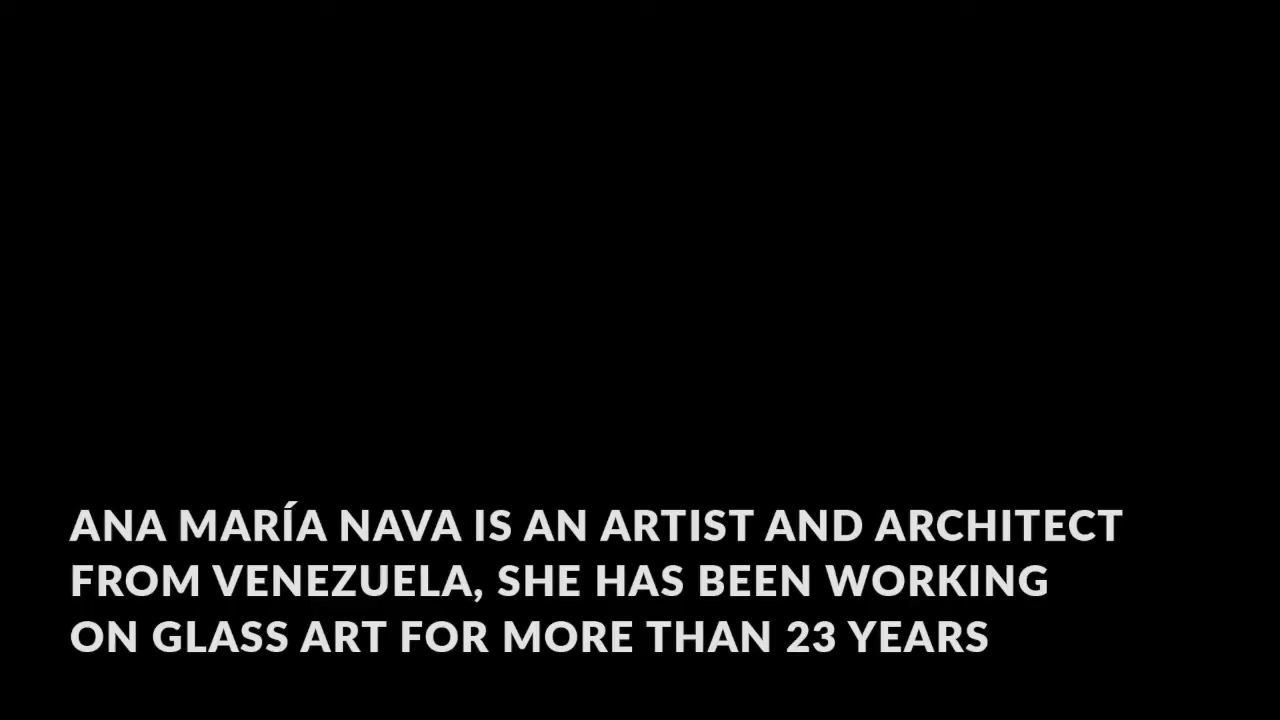 ANA MARÍA NAVA IS AN ARTIST AND ARCHITECT
FROM VENEZUELA, SHE HAS BEEN WORKING
ON GLASS ART FOR MORE THAN 23 YEARS